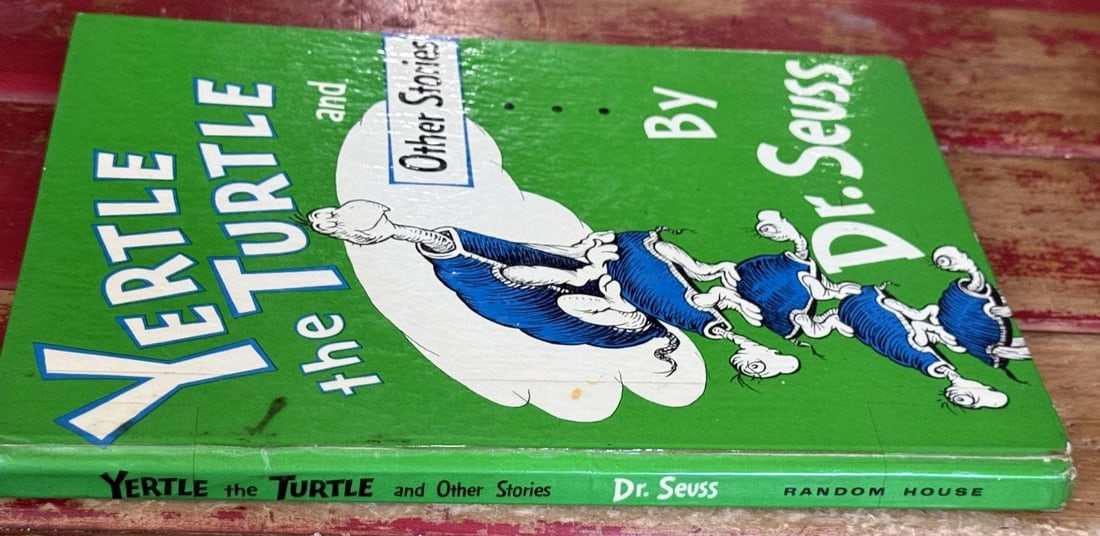 YERTLE
the TURTLE
and
Other Stories
By
Dr. Seuss
YERTLE the TURTLE and Other Stories Dr. Seuss RANDOM HOUSE